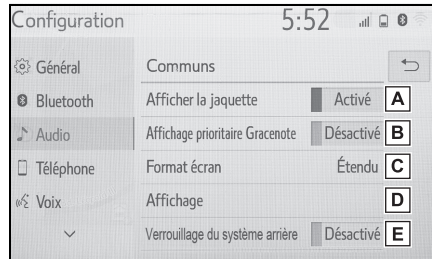 Configuration 5:52
Général
Communs
Bluetooth
Afficher la jaquette Activé A
Audio
Affichage prioritaire Gracenote Désactivé B
Téléphone
Format écran Étendu C
Voix
Affichage D
Verrouillage du système arrière Désactivé E